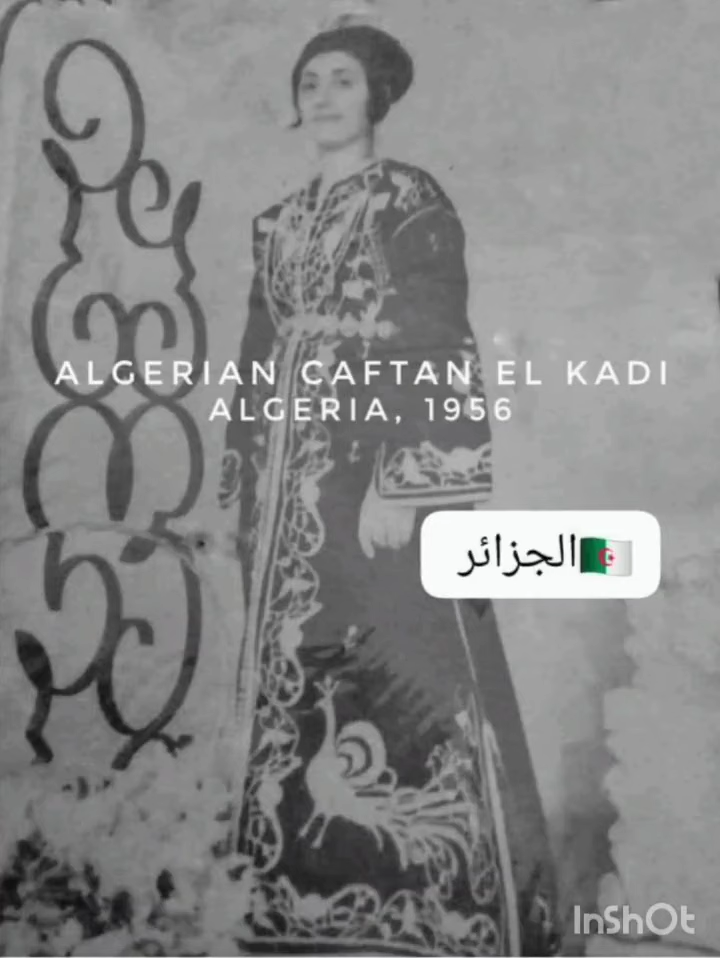 ALGERIAN CAFTAN EL KADI
ALGERIA, 1956
الجزائر🇩🇿
InShOt